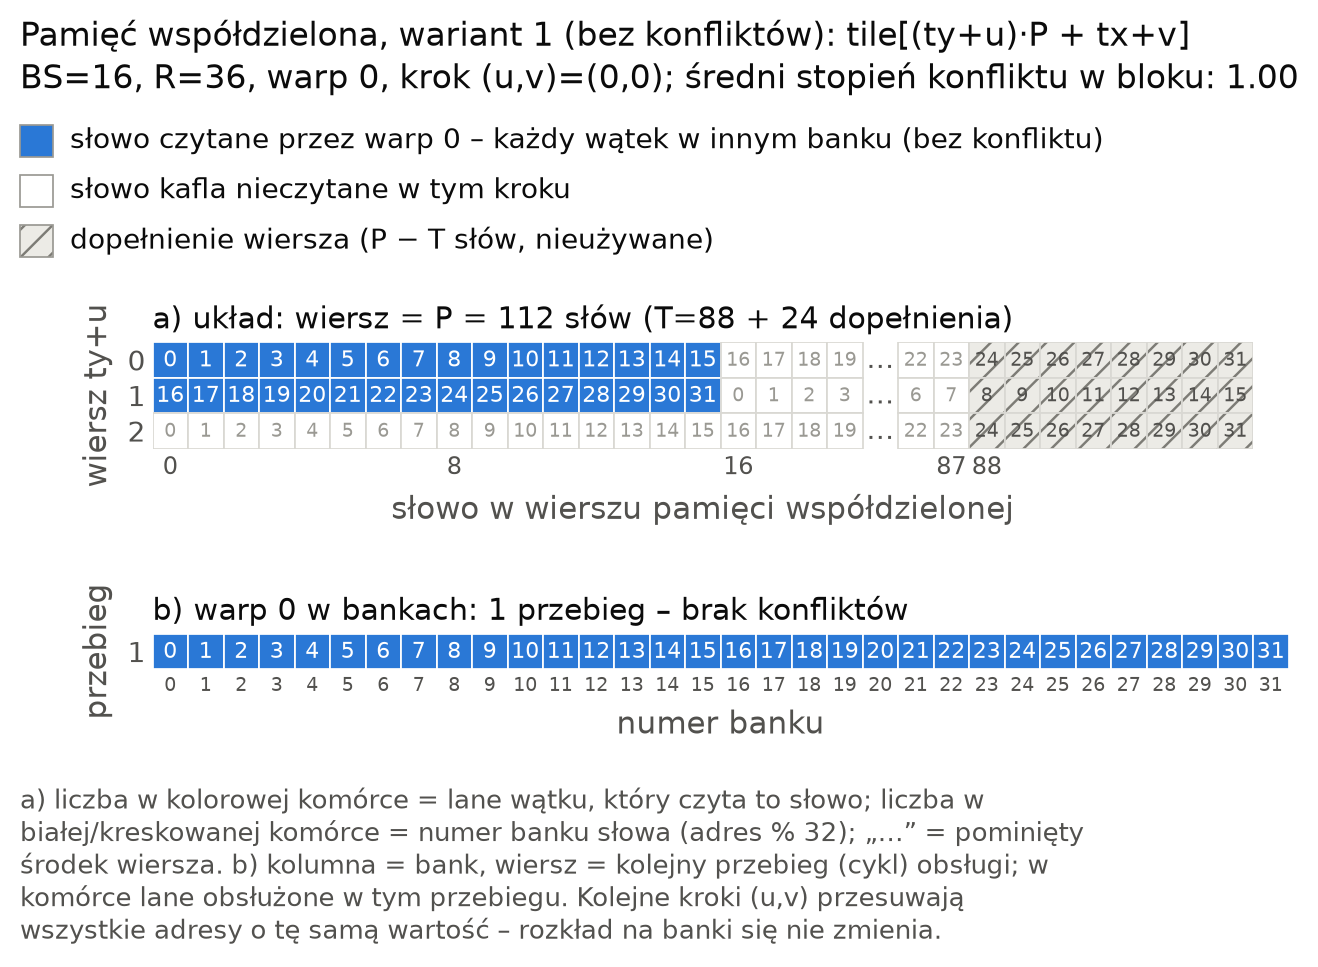 Pamięć współdzielona, wariant 1 (bez konfliktów): tile[(ty+u)·P + tx+v]
BS=16, R=36, warp 0, krok (u,v)=(0,0); średni stopień konfliktu w bloku: 1.00
słowo czytane przez warp 0 – każdy wątek w innym banku (bez konfliktu)
słowo kafla nieczytane w tym kroku
dopełnienie wiersza (P − T słów, nieużywane)
a) układ: wiersz = P = 112 słów (T=88 + 24 dopełnienia)
wiersz ty+u
0 0 1 2 3 4 5 6 7 8 9 10 11 12 13 14 15 16 17 18 19 … 22 23 24 25 26 27 28 29 30 31
1 16 17 18 19 20 21 22 23 24 25 26 27 28 29 30 31 0 1 2 3 … 6 7 8 9 10 11 12 13 14 15
2 0 1 2 3 4 5 6 7 8 9 10 11 12 13 14 15 16 17 18 19 … 22 23 24 25 26 27 28 29 30 31
0 8 16 87 88
słowo w wierszu pamięci współdzielonej
b) warp 0 w bankach: 1 przebieg – brak konfliktów
przebieg
1 0 1 2 3 4 5 6 7 8 9 10 11 12 13 14 15 16 17 18 19 20 21 22 23 24 25 26 27 28 29 30 31
0 1 2 3 4 5 6 7 8 9 10 11 12 13 14 15 16 17 18 19 20 21 22 23 24 25 26 27 28 29 30 31
numer banku
a) liczba w kolorowej komórce = lane wątku, który czyta to słowo; liczba w
białej/kreskowanej komórce = numer banku słowa (adres % 32); „…” = pominięty
środek wiersza. b) kolumna = bank, wiersz = kolejny przebieg (cykl) obsługi; w
komórce lane obsłużone w tym przebiegu. Kolejne kroki (u,v) przesuwają
wszystkie adresy o tę samą wartość – rozkład na banki się nie zmienia.